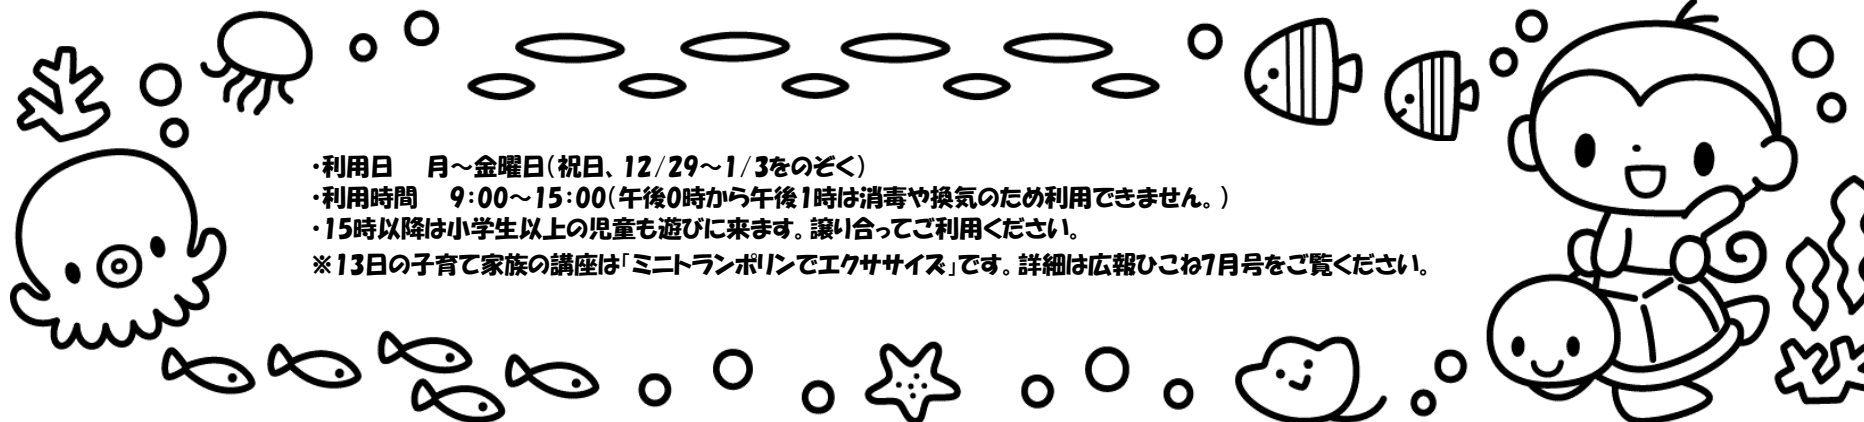 ・利用日　月～金曜日(祝日、12/29～1/3をのぞく)
・利用時間　9:00～15:00(午後0時から午後1時は消毒や換気のため利用できません。)
・15時以降は小学生以上の児童も遊びに来ます。譲り合ってご利用ください。
※13日の子育て家族の講座は「ミニトランポリンでエクササイズ」です。詳細は広報ひこね7月号をご覧ください。